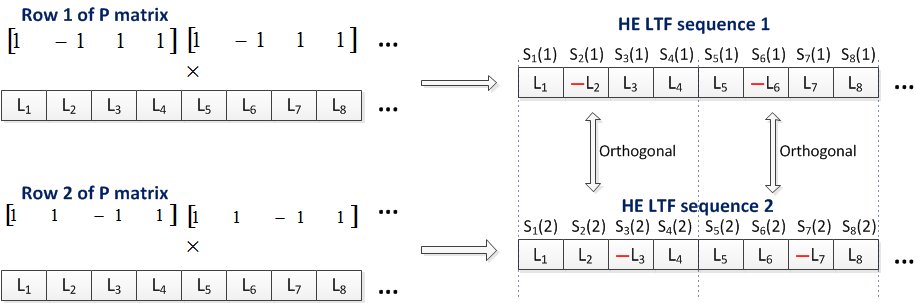 Row 1 of P matrix
[1 −1 1 1] [1 −1 1 1] ...
×
L1 L2 L3 L4 L5 L6 L7 L8 ...
HE LTF sequence 1
S1(1) S2(1) S3(1) S4(1) S5(1) S6(1) S7(1) S8(1)
L1 −L2 L3 L4 L5 −L6 L7 L8 ...
Orthogonal Orthogonal
Row 2 of P matrix
[1 1 −1 1] [1 1 −1 1] ...
×
L1 L2 L3 L4 L5 L6 L7 L8 ...
HE LTF sequence 2
S1(2) S2(2) S3(2) S4(2) S5(2) S6(2) S7(2) S8(2)
L1 L2 −L3 L4 L5 L6 −L7 L8 ...